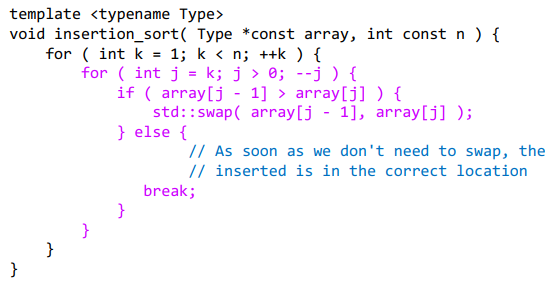 template <typename Type>
void insertion_sort( Type *const array, int const n ) {
    for ( int k = 1; k < n; ++k ) {
        for ( int j = k; j > 0; --j ) {
            if ( array[j - 1] > array[j] ) {
                std::swap( array[j - 1], array[j] );
            } else {
                    // As soon as we don't need to swap, the
                    // inserted is in the correct location
               break;
            }
        }
    }
}